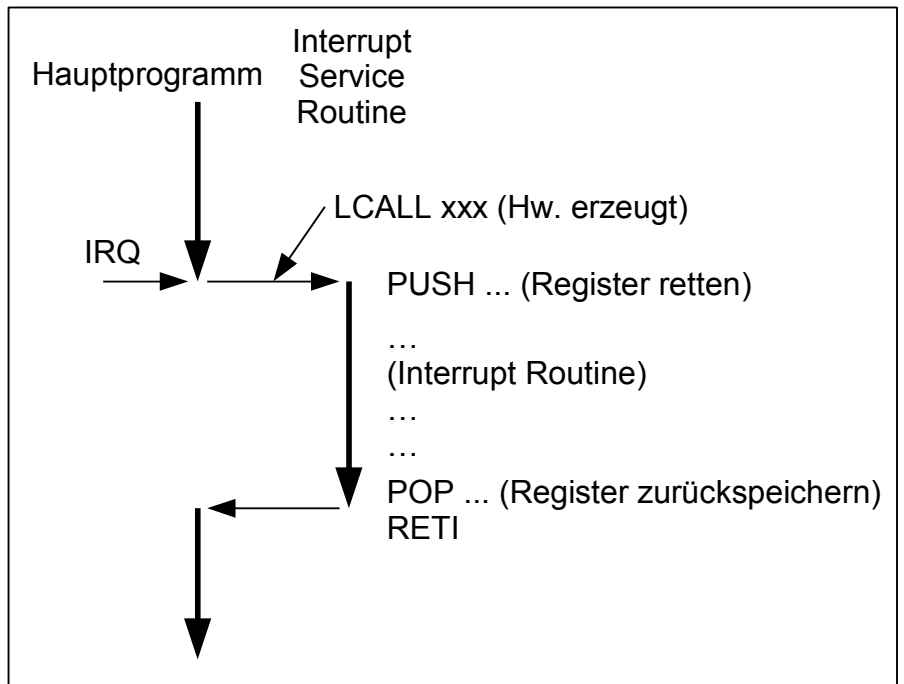 Hauptprogramm
Interrupt
Service
Routine
LCALL xxx (Hw. erzeugt)
IRQ
PUSH ... (Register retten)
…
(Interrupt Routine)
…
…
POP ... (Register zurückspeichern)
RETI